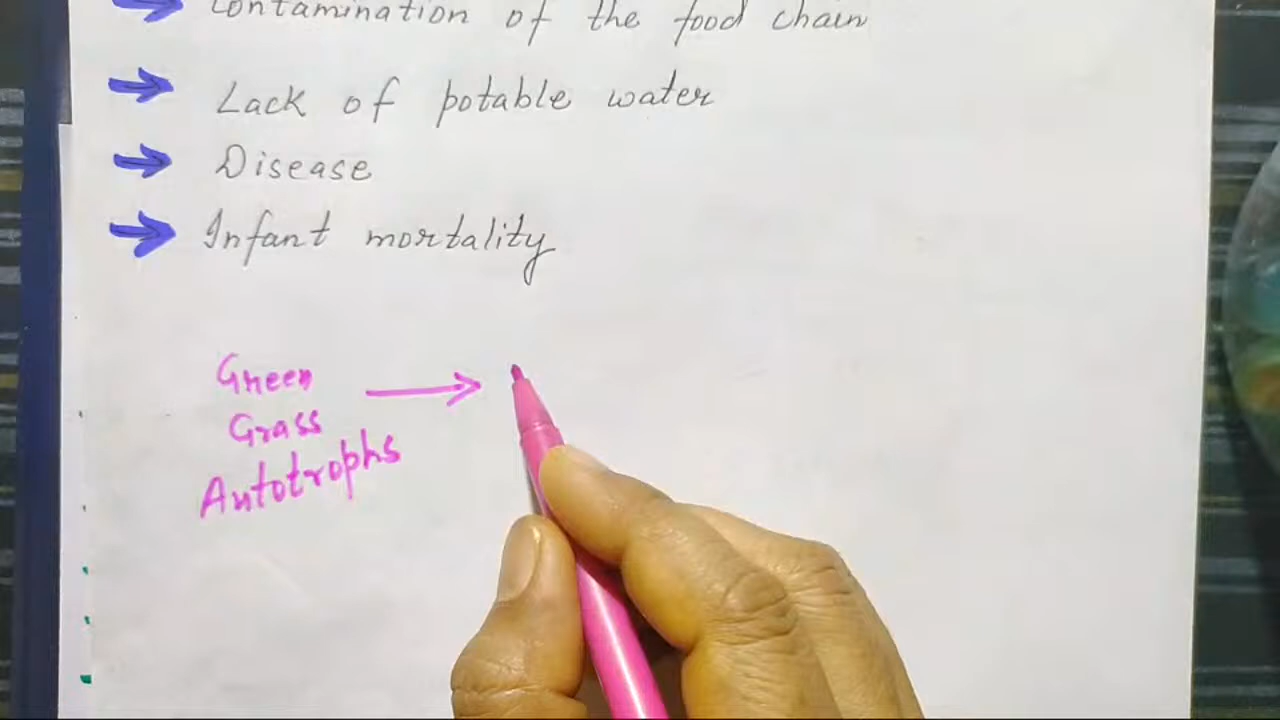 Contamination of the food chain
Lack of potable water
Disease
Infant mortality
Green
Grass
Autotrophs